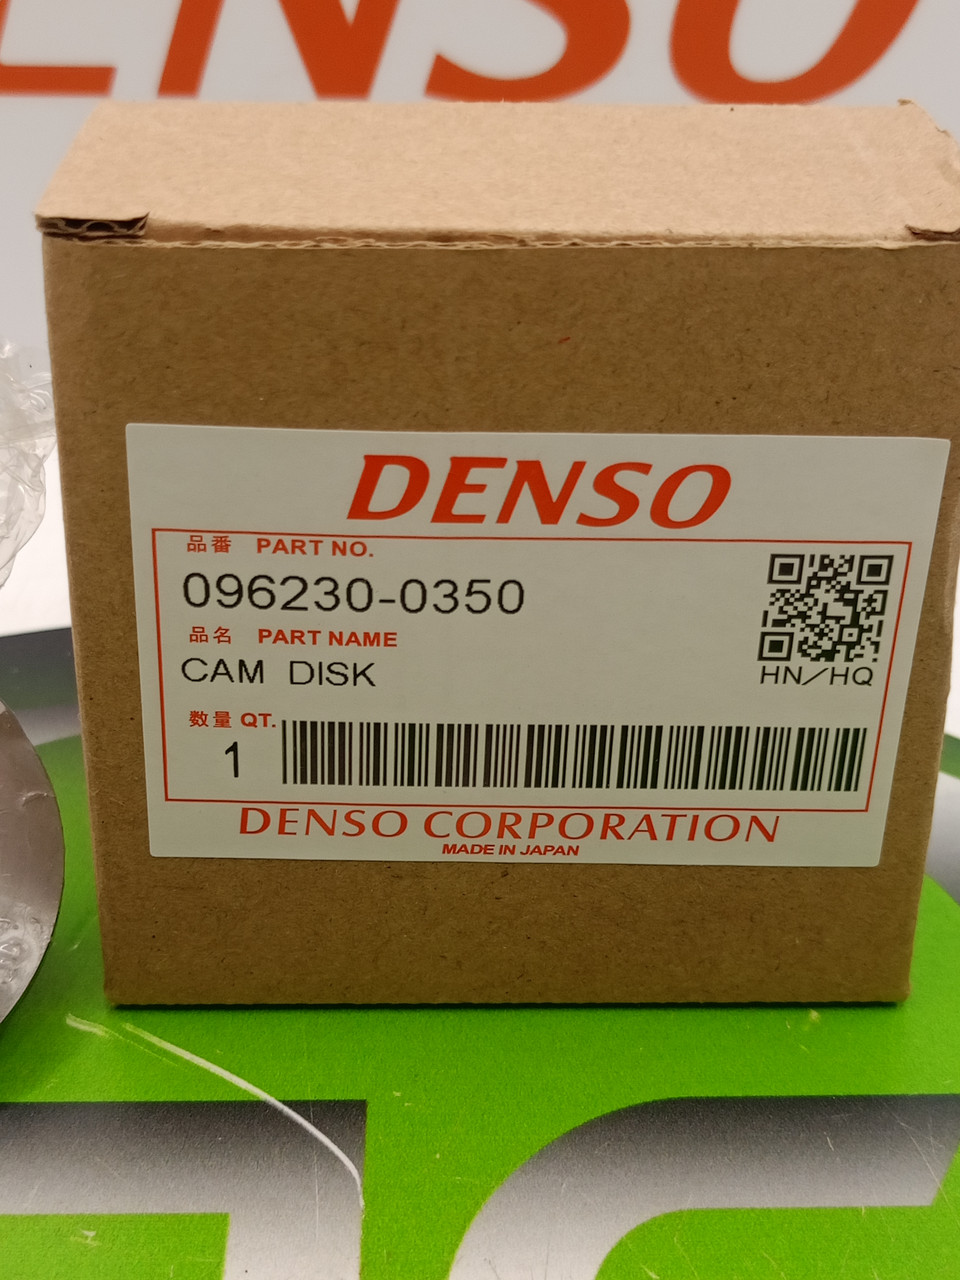 DENSO
DENSO
品番 PART NO.
096230-0350
品名 PART NAME
CAM DISK
HN/HQ
数量 QT.
1
DENSO CORPORATION
MADE IN JAPAN